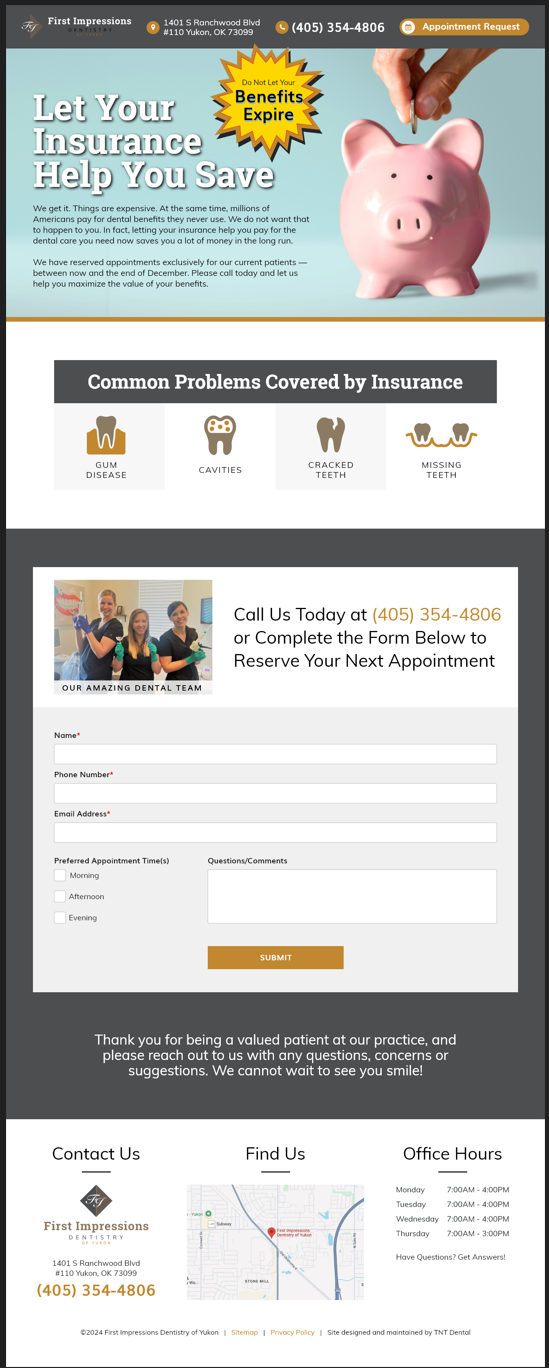 First Impressions
DENTISTRY
OF YUKON
1401 S Ranchwood Blvd
#110 Yukon, OK 73099
(405) 354-4806
Appointment Request
Do Not Let Your
Benefits
Expire
Let Your
Insurance
Help You Save
We get it. Things are expensive. At the same time, millions of
Americans pay for dental benefits they never use. We do not want that
to happen to you. In fact, letting your insurance help you pay for the
dental care you need now saves you a lot of money in the long run.
We have reserved appointments exclusively for our current patients —
between now and the end of December. Please call today and let us
help you maximize the value of your benefits.
Common Problems Covered by Insurance
GUM
DISEASE
CAVITIES
CRACKED
TEETH
MISSING
TEETH
OUR AMAZING DENTAL TEAM
Call Us Today at (405) 354-4806
or Complete the Form Below to
Reserve Your Next Appointment
Name*
Phone Number*
Email Address*
Preferred Appointment Time(s)
Morning
Afternoon
Evening
Questions/Comments
SUBMIT
Thank you for being a valued patient at our practice, and
please reach out to us with any questions, concerns or
suggestions. We cannot wait to see you smile!
Contact Us
First Impressions
DENTISTRY
OF YUKON
1401 S Ranchwood Blvd
#110 Yukon, OK 73099
(405) 354-4806
Find Us
Subway
First Impressions
Dentistry of Yukon
STONE MILL
Office Hours
Monday 7:00AM - 4:00PM
Tuesday 7:00AM - 4:00PM
Wednesday 7:00AM - 4:00PM
Thursday 7:00AM - 3:00PM
Have Questions? Get Answers!
©2024 First Impressions Dentistry of Yukon | Sitemap | Privacy Policy | Site designed and maintained by TNT Dental